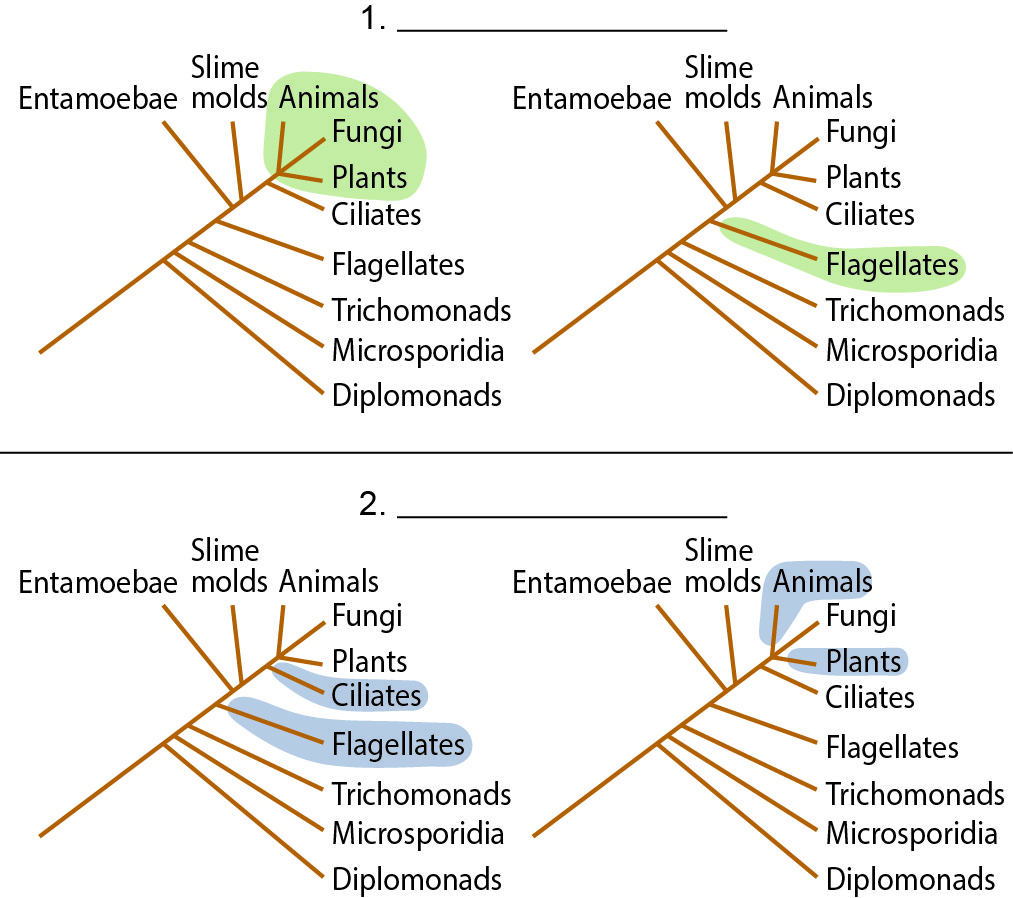 1.
Slime
Entamoebae molds Animals
Fungi
Plants
Ciliates
Flagellates
Trichomonads
Microsporidia
Diplomonads
Slime
Entamoebae molds Animals
Fungi
Plants
Ciliates
Flagellates
Trichomonads
Microsporidia
Diplomonads
2.
Slime
Entamoebae molds Animals
Fungi
Plants
Ciliates
Flagellates
Trichomonads
Microsporidia
Diplomonads
Slime
Entamoebae molds Animals
Fungi
Plants
Ciliates
Flagellates
Trichomonads
Microsporidia
Diplomonads